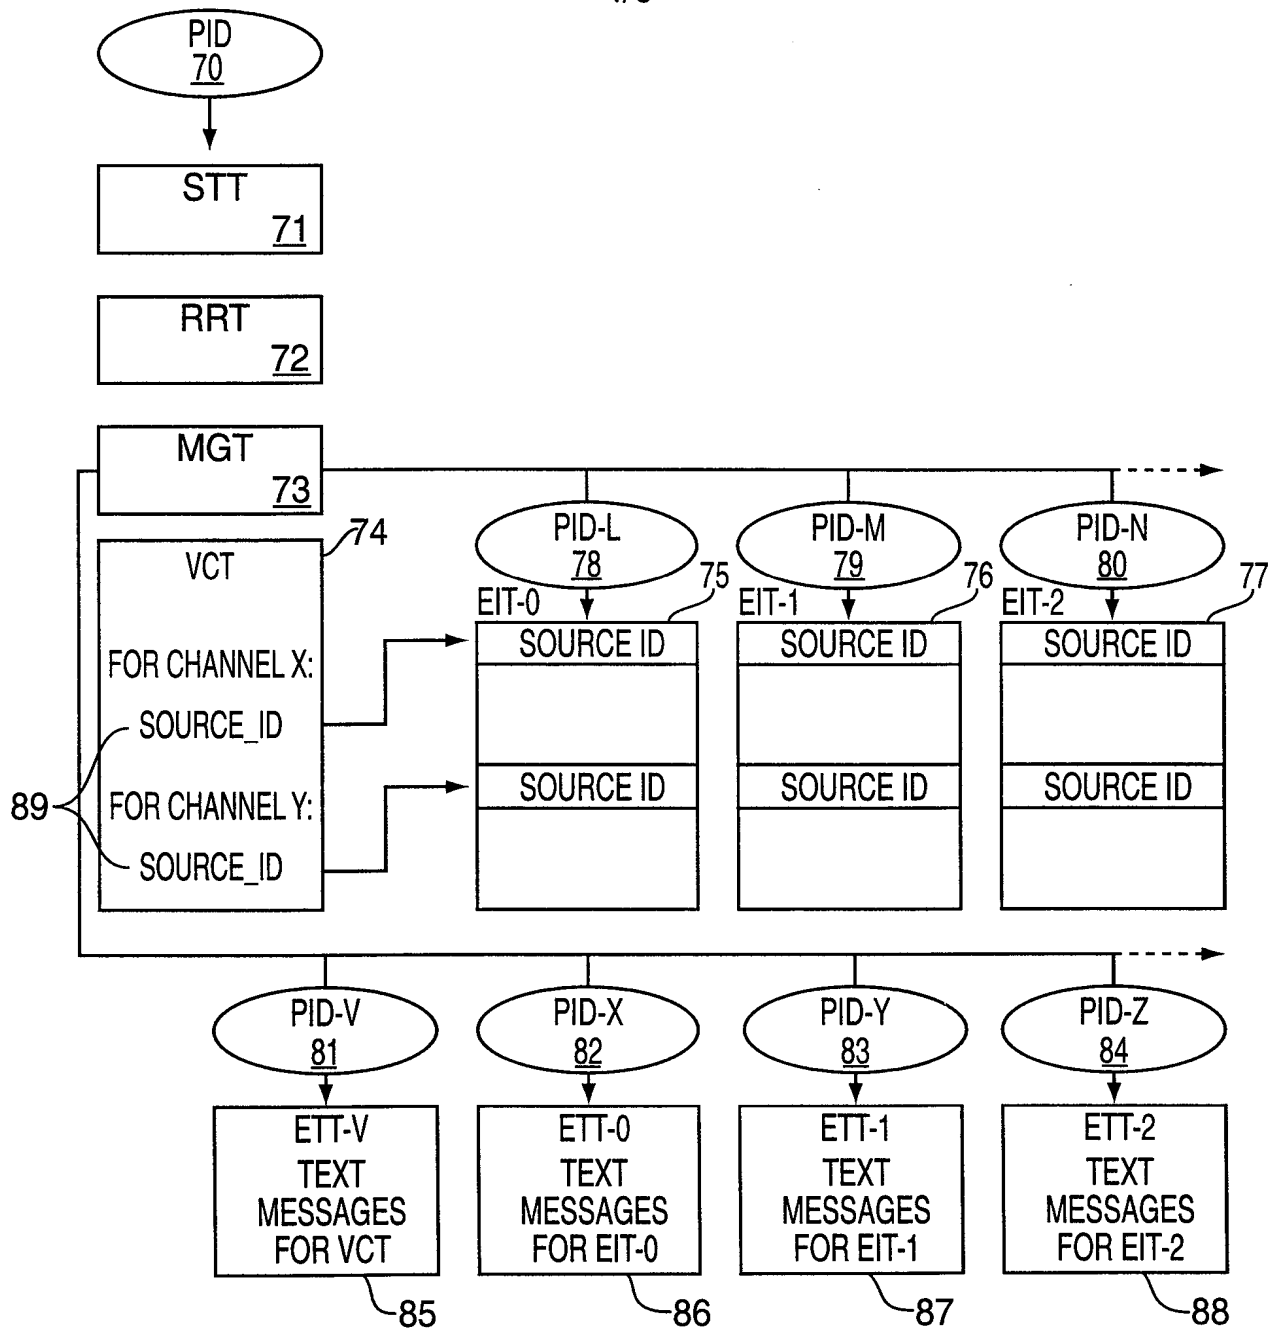 PID
70
STT
71
RRT
72
MGT
73
74
VCT
FOR CHANNEL X:
SOURCE_ID
89
FOR CHANNEL Y:
SOURCE_ID
PID-L
78
PID-M
79
PID-N
80
EIT-0
75
EIT-1
76
EIT-2
77
SOURCE ID
SOURCE ID
SOURCE ID
SOURCE ID
SOURCE ID
SOURCE ID
PID-V
81
PID-X
82
PID-Y
83
PID-Z
84
ETT-V
TEXT
MESSAGES
FOR VCT
85
ETT-0
TEXT
MESSAGES
FOR EIT-0
86
ETT-1
TEXT
MESSAGES
FOR EIT-1
87
ETT-2
TEXT
MESSAGES
FOR EIT-2
88